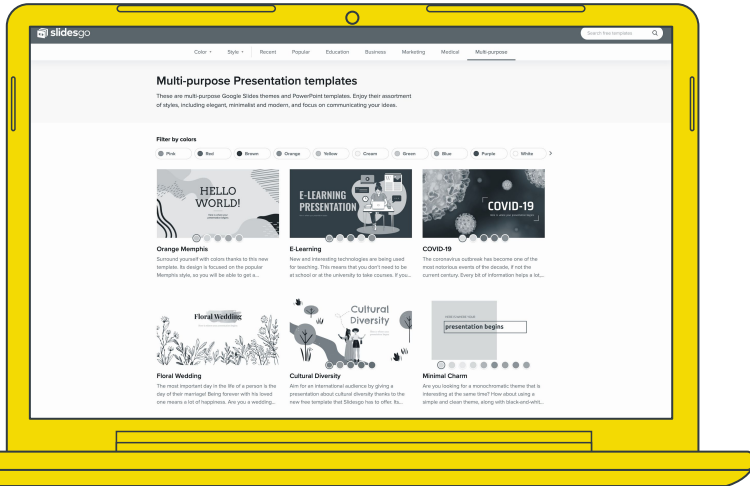 slidesgo
Search free templates
Color
Style
Recent
Popular
Education
Business
Marketing
Medical
Multi-purpose
Multi-purpose Presentation templates
These are multi-purpose Google Slides themes and PowerPoint templates. Enjoy their assortment
of styles, including elegant, minimalist and modern, and focus on communicating your ideas.
Filter by colors
Pink
Red
Brown
Orange
Yellow
Cream
Green
Blue
Purple
White
HELLO
WORLD!
E-LEARNING
PRESENTATION
COVID-19
Orange Memphis
Surround yourself with colors thanks to this new
template. Its design is focused on the popular
Memphis style, so you will be able to get a...
E-Learning
New and interesting technologies are being used
for teaching. This means that you don't need to be
at school or at the university to take courses. If you...
COVID-19
The coronavirus outbreak has become one of the
most notorious events of the decade, if not the
current century. Every bit of information helps a lot,...
Floral Wedding
Cultural
Diversity
presentation begins
Floral Wedding
The most important day in the life of a person is the
day of their marriage! Being forever with his loved
one means a lot of happiness. Are you a wedding...
Cultural Diversity
Aim for an international audience by giving a
presentation about cultural diversity thanks to the
new free template that Slidesgo has to offer. Its...
Minimal Charm
Are you looking for a monochromatic theme that is
interesting at the same time? How about using a
simple and clean theme, along with black-and-whit...